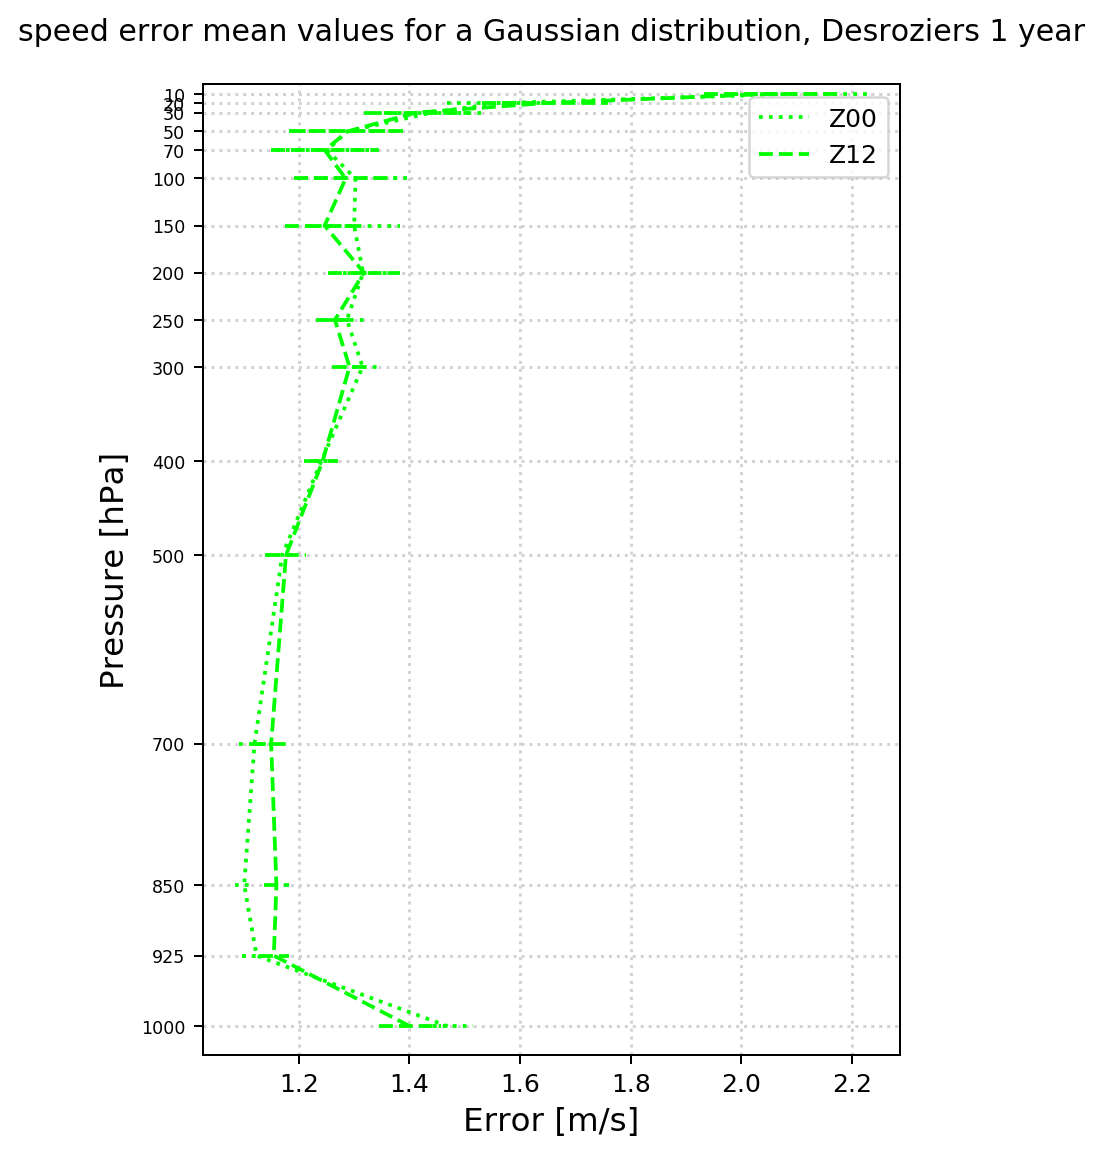 speed error mean values for a Gaussian distribution, Desroziers 1 year
10
20
30
50
70
100
150
200
250
300
400
500
700
850
925
1000
Z00
Z12
Pressure [hPa]
1.2 1.4 1.6 1.8 2.0 2.2
Error [m/s]